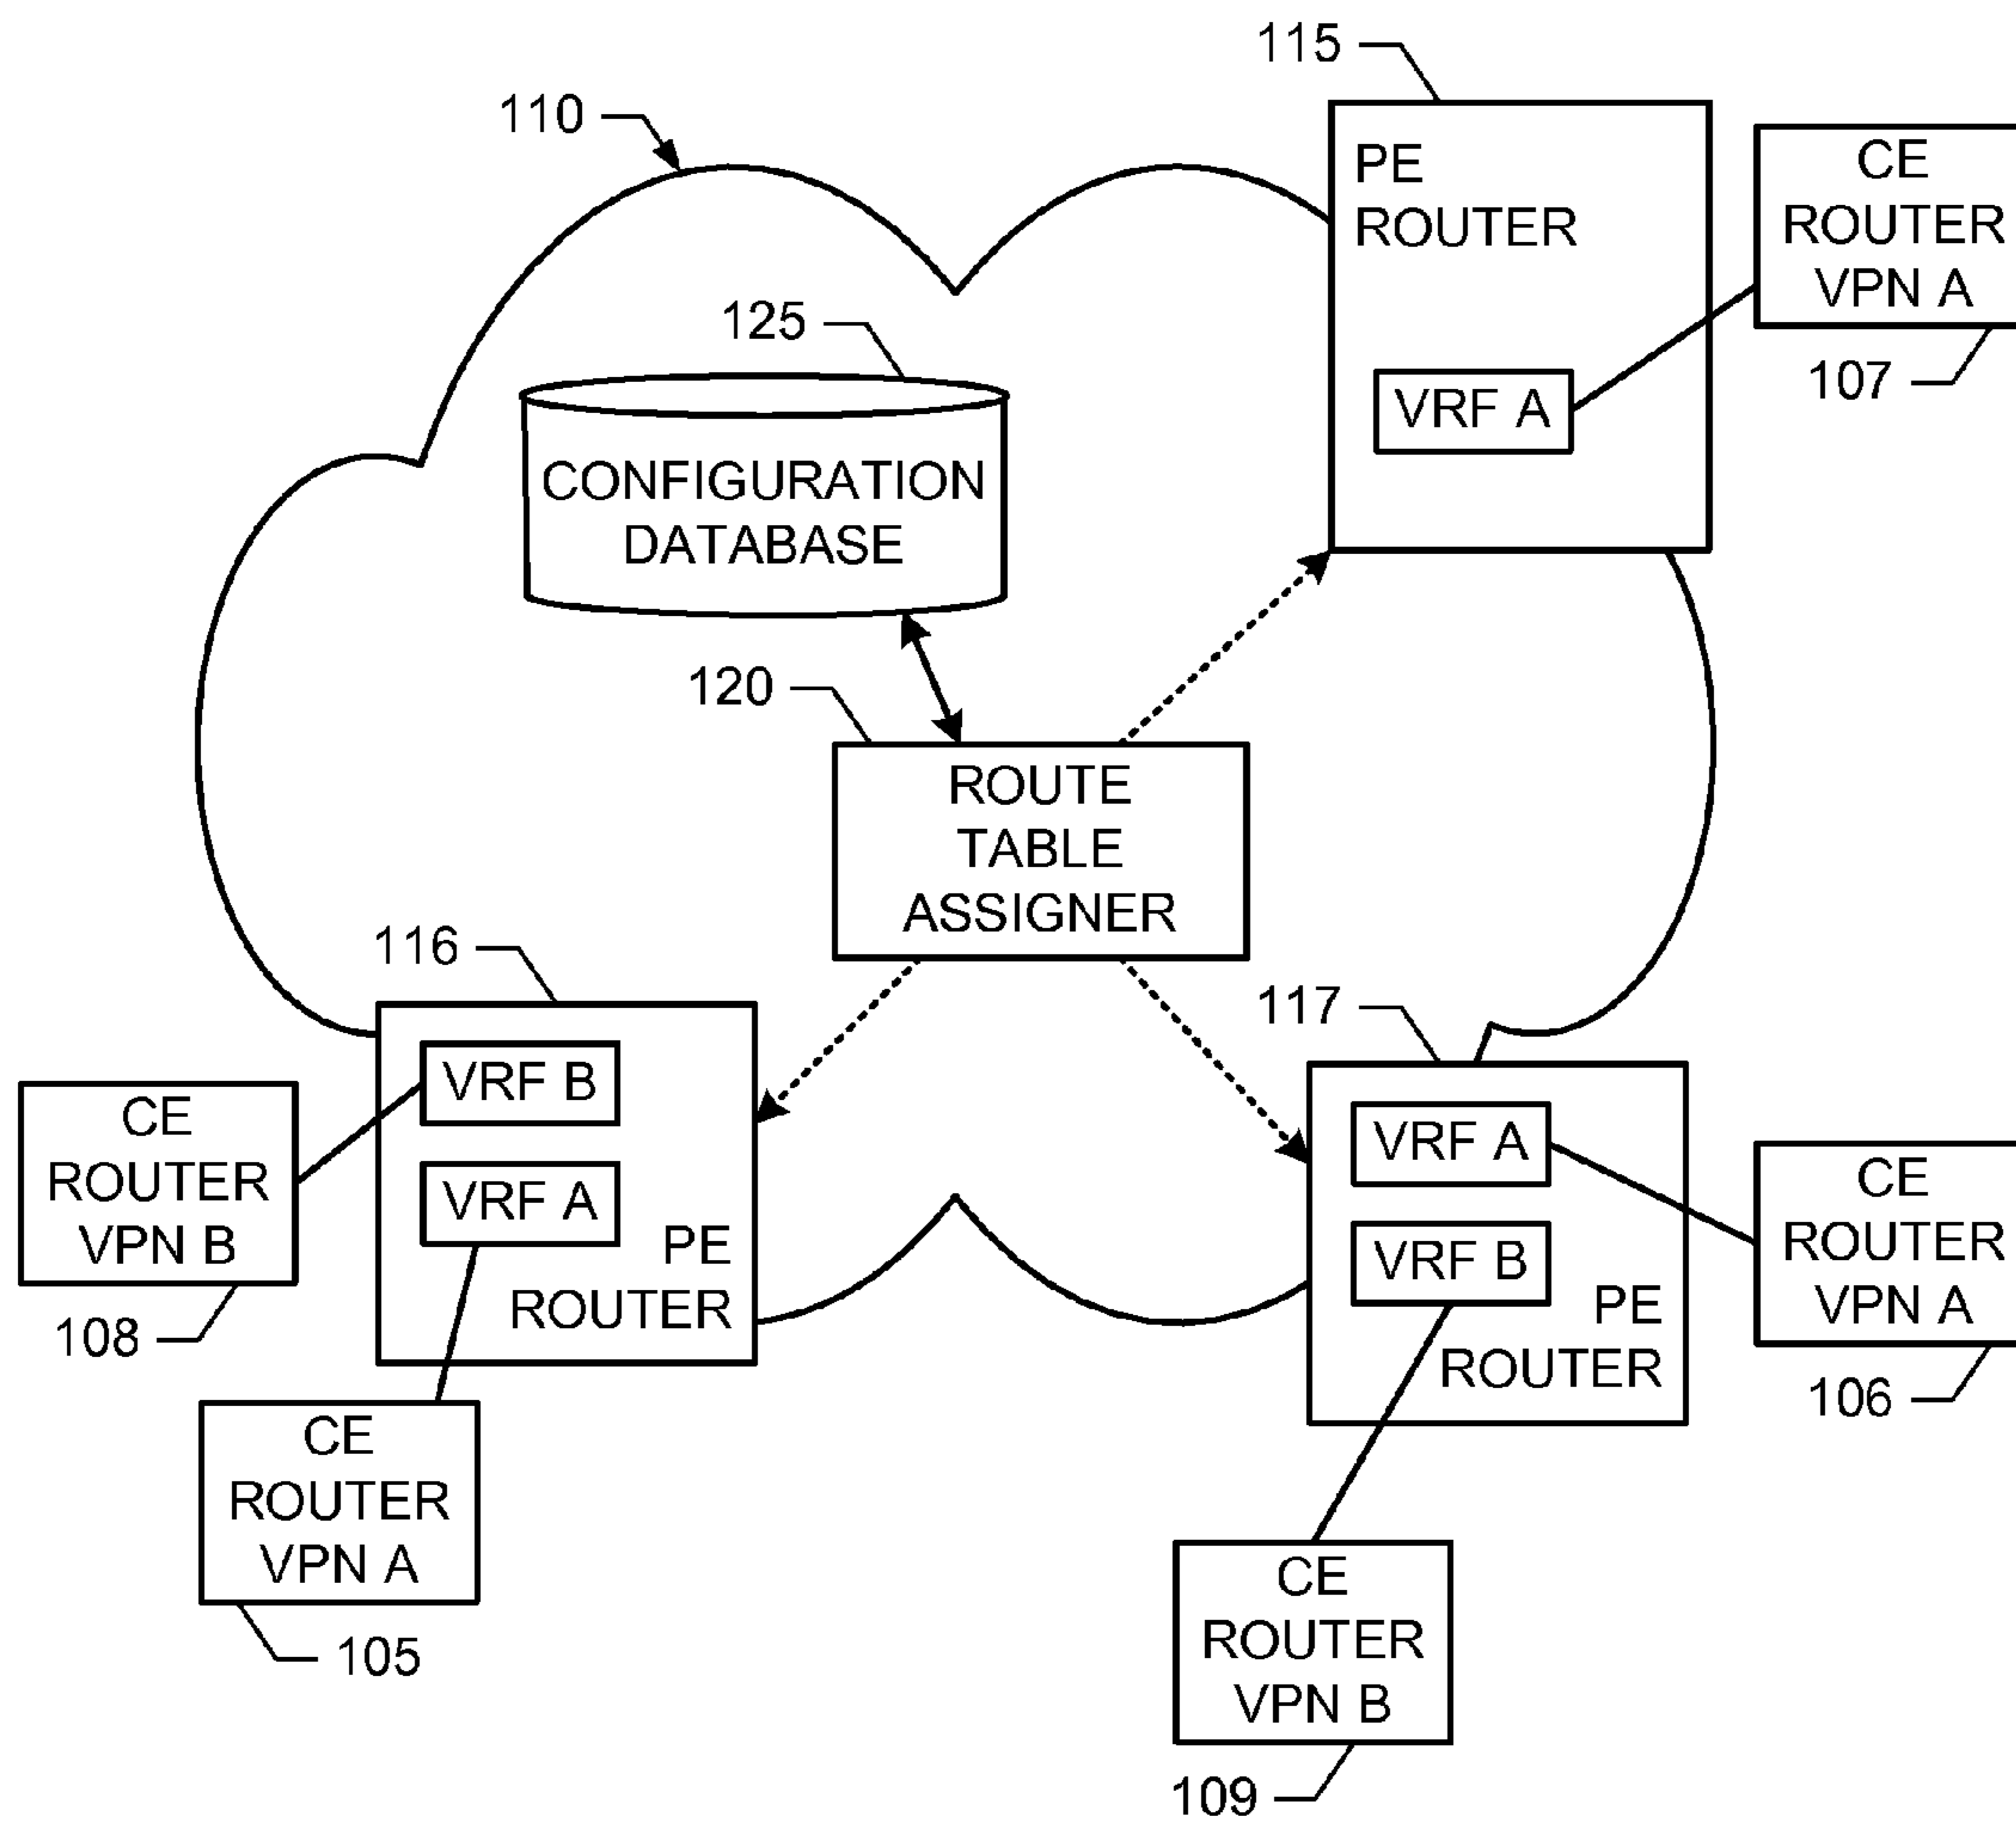 115
110
PE
ROUTER
CE
ROUTER
VPN A
107
VRF A
125
CONFIGURATION
DATABASE
120
ROUTE
TABLE
ASSIGNER
116
VRF B
VRF A
PE
ROUTER
CE
ROUTER
VPN B
108
117
VRF A
VRF B
PE
ROUTER
CE
ROUTER
VPN A
106
CE
ROUTER
VPN A
105
CE
ROUTER
VPN B
109